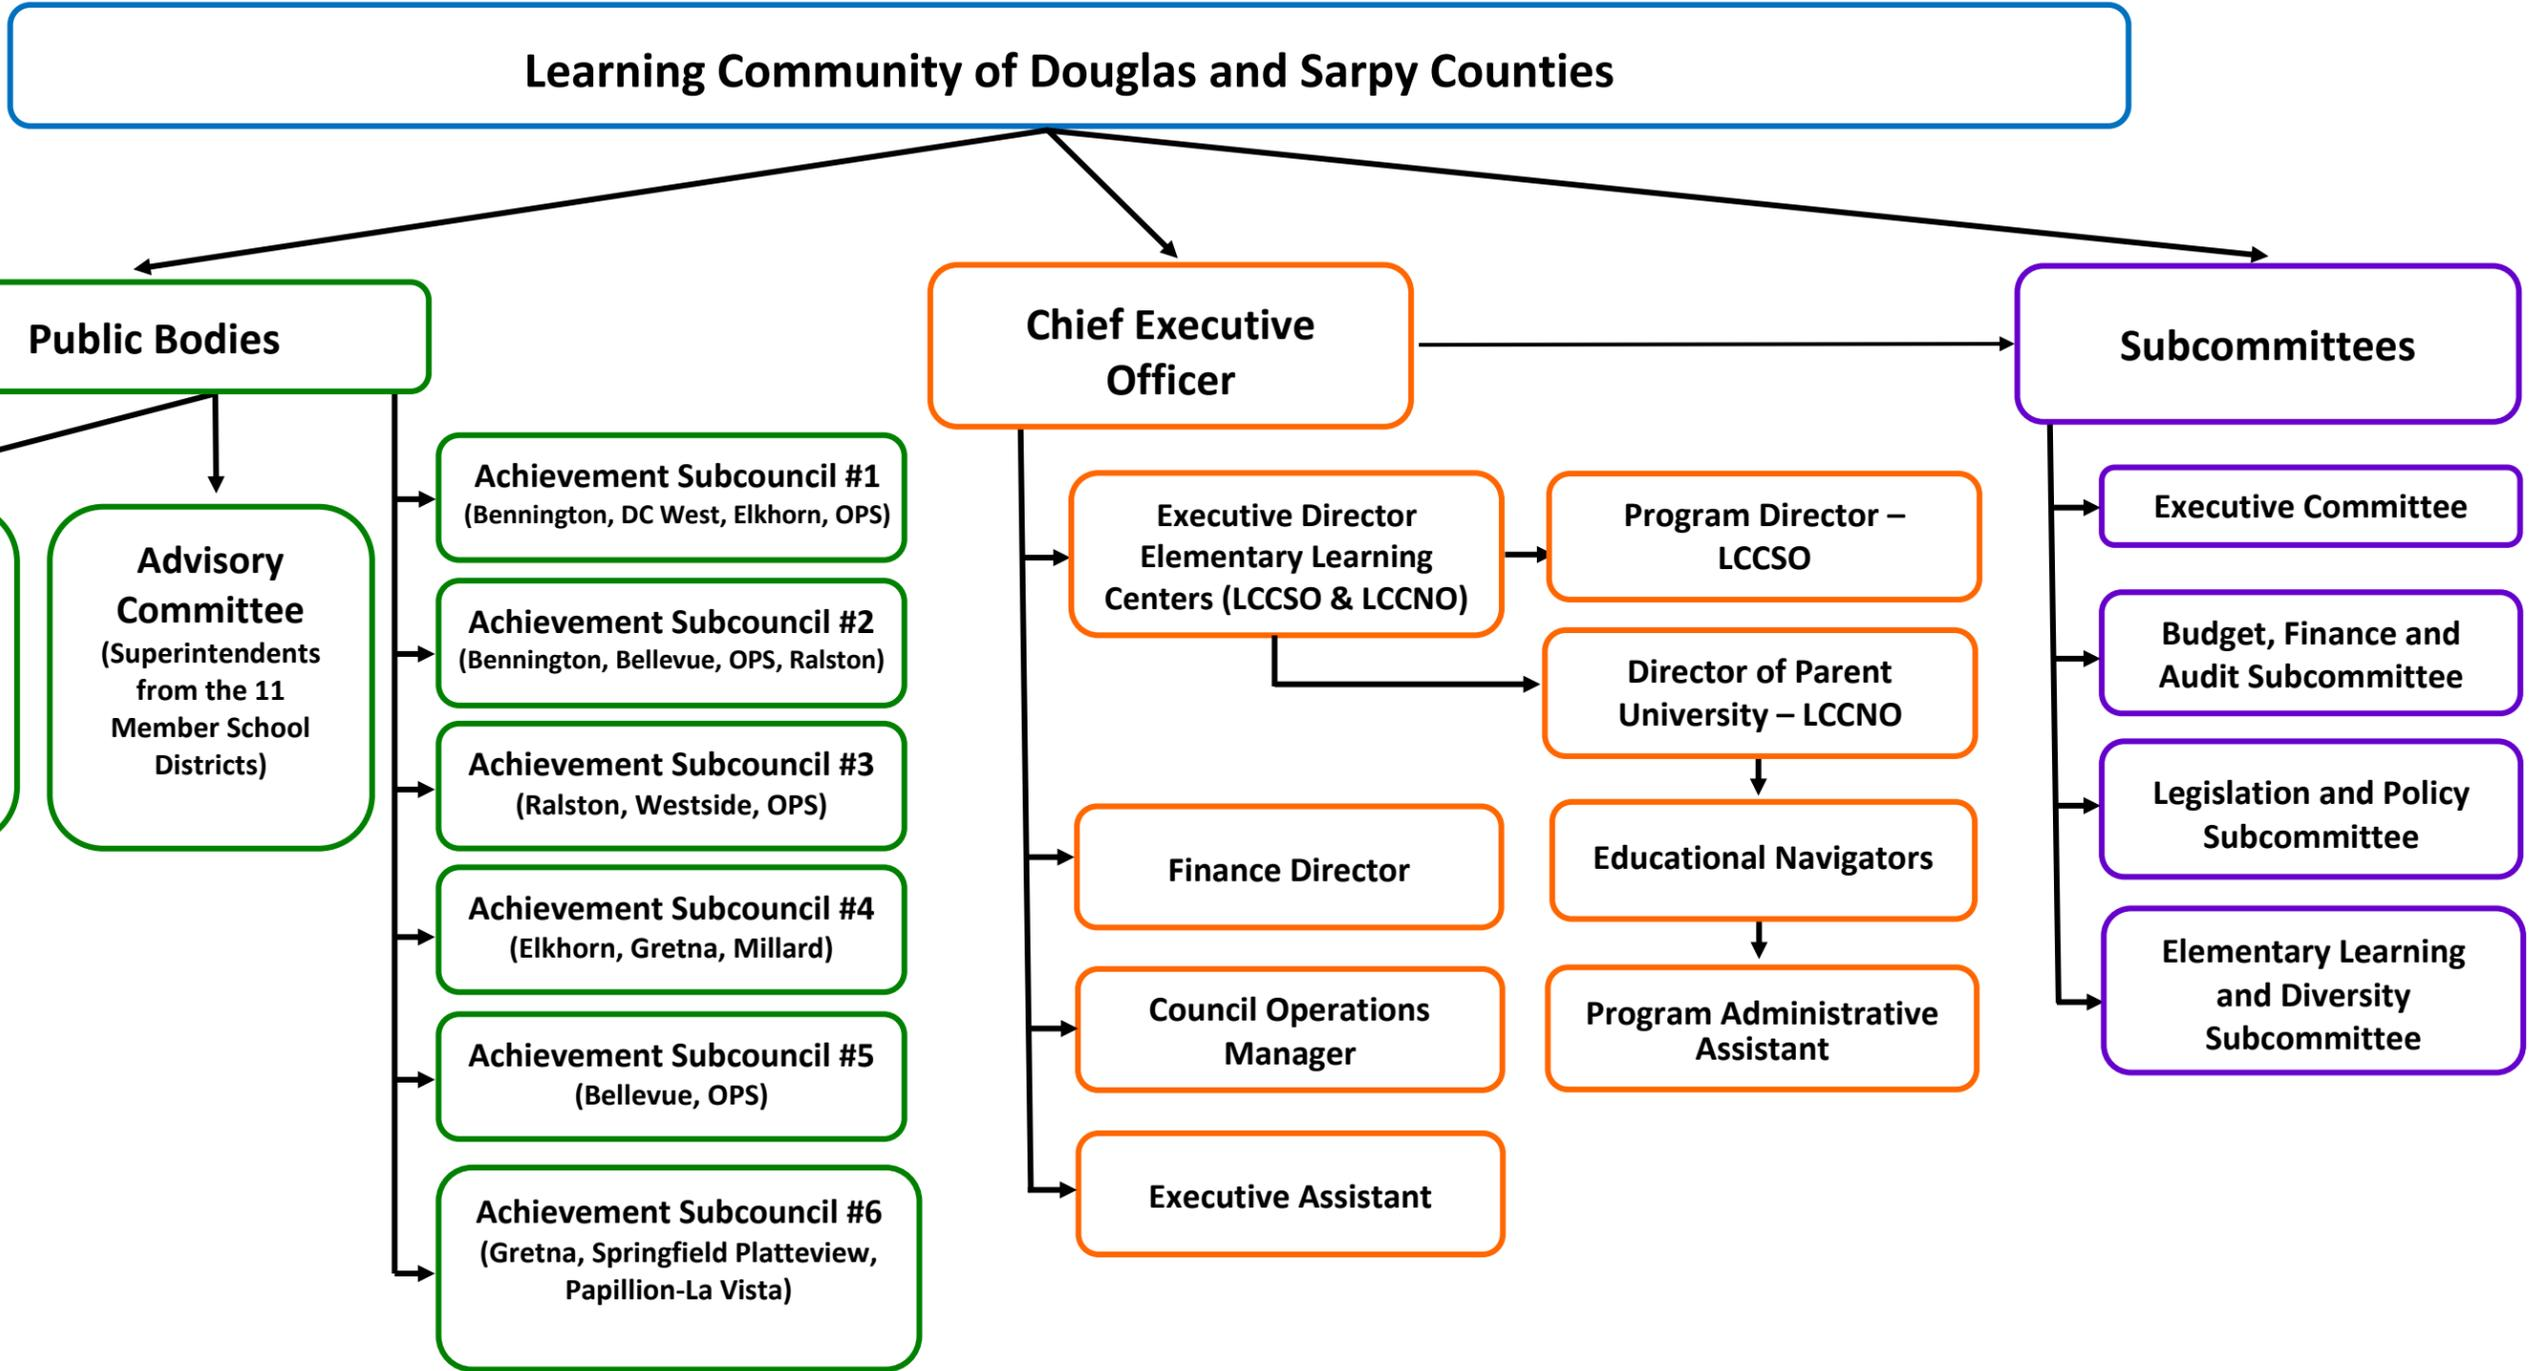 Learning Community of Douglas and Sarpy Counties
Public Bodies
Advisory
Committee
(Superintendents
from the 11
Member School
Districts)
Achievement Subcouncil #1
(Bennington, DC West, Elkhorn, OPS)
Achievement Subcouncil #2
(Bennington, Bellevue, OPS, Ralston)
Achievement Subcouncil #3
(Ralston, Westside, OPS)
Achievement Subcouncil #4
(Elkhorn, Gretna, Millard)
Achievement Subcouncil #5
(Bellevue, OPS)
Achievement Subcouncil #6
(Gretna, Springfield Platteview,
Papillion-La Vista)
Chief Executive
Officer
Executive Director
Elementary Learning
Centers (LCCSO & LCCNO)
Finance Director
Council Operations
Manager
Executive Assistant
Program Director –
LCCSO
Director of Parent
University – LCCNO
Educational Navigators
Program Administrative
Assistant
Subcommittees
Executive Committee
Budget, Finance and
Audit Subcommittee
Legislation and Policy
Subcommittee
Elementary Learning
and Diversity
Subcommittee